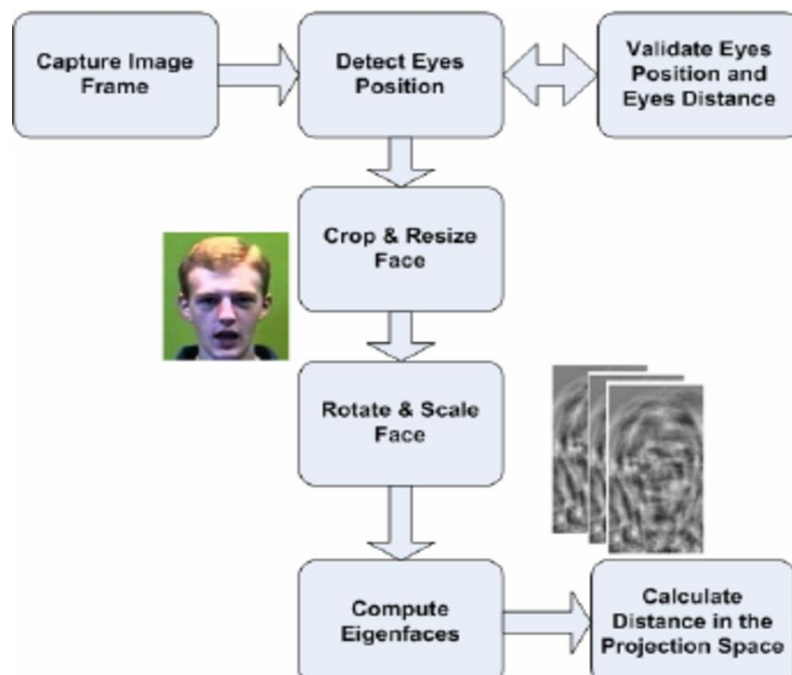 Capture Image
Frame
Detect Eyes
Position
Validate Eyes
Position and
Eyes Distance
Crop & Resize
Face
Rotate & Scale
Face
Compute
Eigenfaces
Calculate
Distance in the
Projection Space